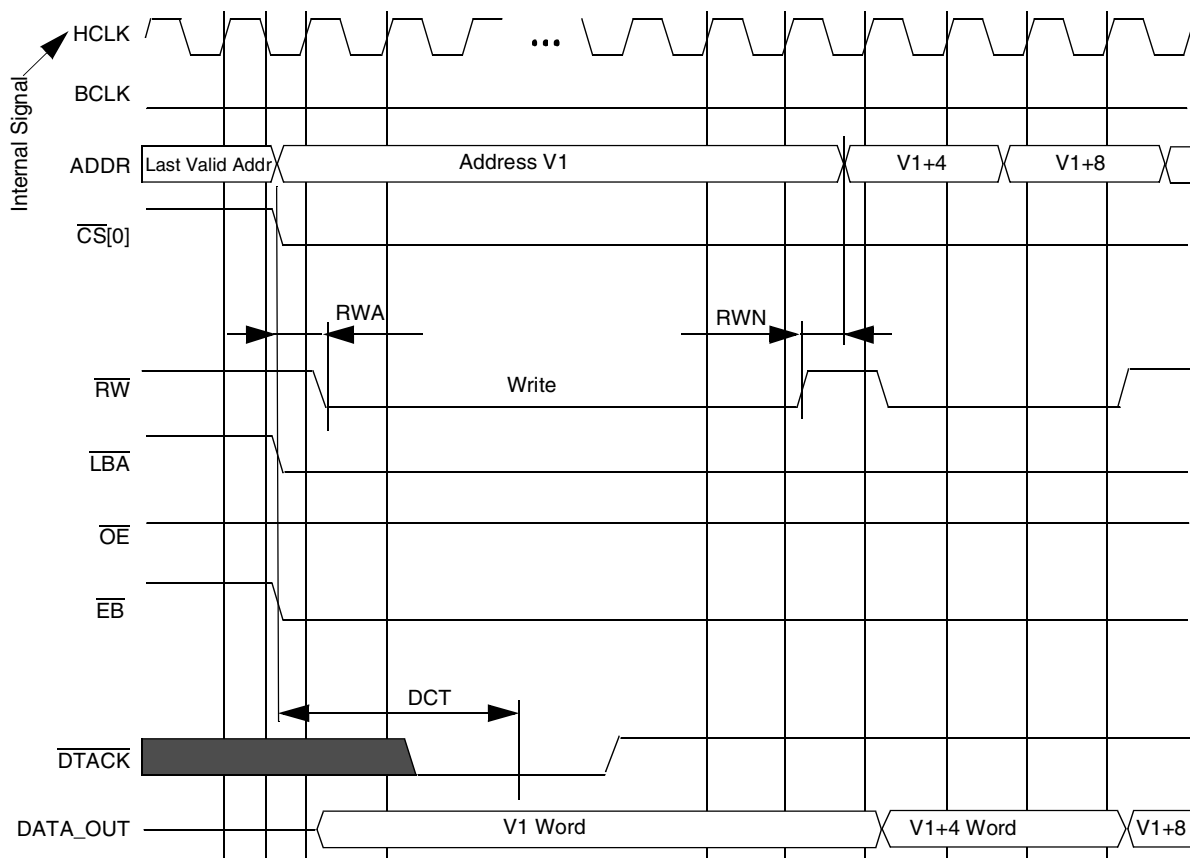 HCLK
...
Internal Signal
BCLK
ADDR Last Valid Addr Address V1 V1+4 V1+8
CS[0]
RWA RWN
RW Write
LBA
OE
EB
DCT
DTACK
DATA_OUT V1 Word V1+4 Word V1+8